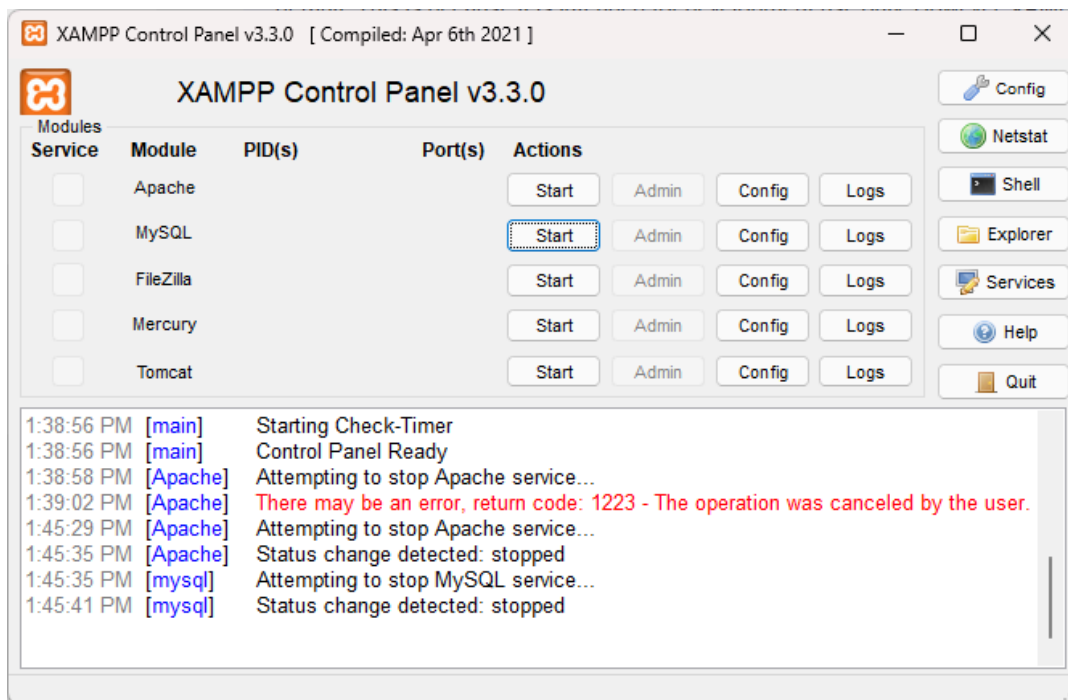 XAMPP Control Panel v3.3.0 [ Compiled: Apr 6th 2021 ]
XAMPP Control Panel v3.3.0
Config
Modules
Netstat
Service Module PID(s) Port(s) Actions
Apache Start Admin Config Logs
Shell
MySQL Start Admin Config Logs
Explorer
FileZilla Start Admin Config Logs
Services
Mercury Start Admin Config Logs
Help
Tomcat Start Admin Config Logs
Quit
1:38:56 PM [main] Starting Check-Timer
1:38:56 PM [main] Control Panel Ready
1:38:58 PM [Apache] Attempting to stop Apache service...
1:39:02 PM [Apache] There may be an error, return code: 1223 - The operation was canceled by the user.
1:45:29 PM [Apache] Attempting to stop Apache service...
1:45:35 PM [Apache] Status change detected: stopped
1:45:35 PM [mysql] Attempting to stop MySQL service...
1:45:41 PM [mysql] Status change detected: stopped